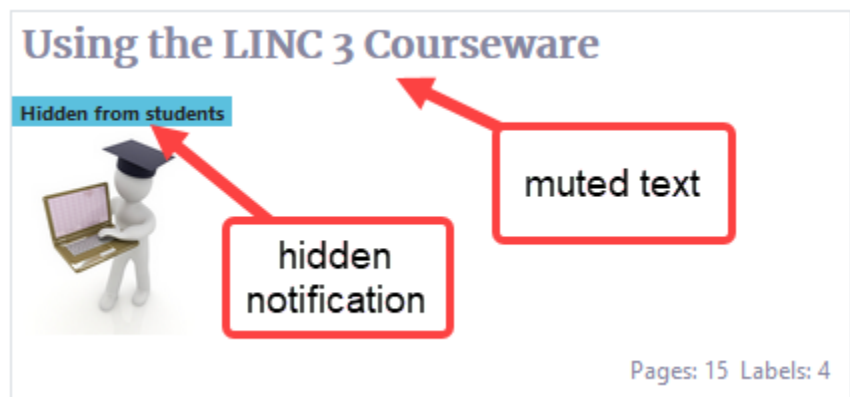 Using the LINC 3 Courseware
Hidden from students
muted text
hidden
notification
Pages: 15 Labels: 4